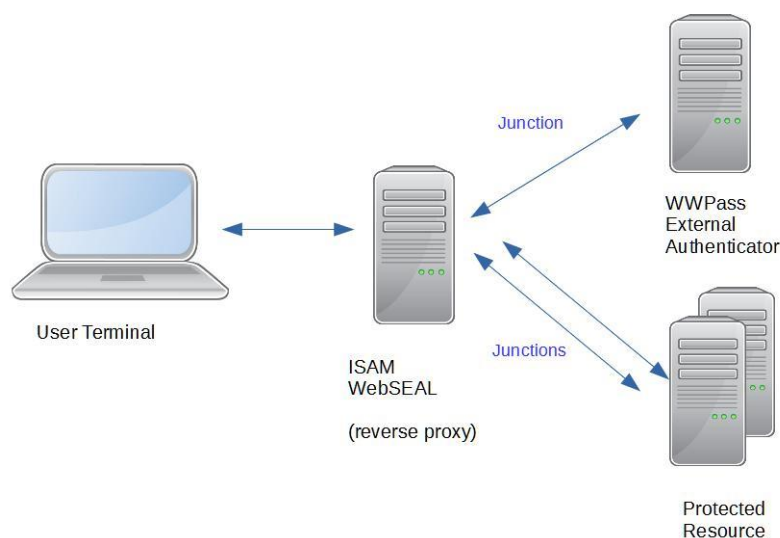 Junction
WWPass
External
Authenticator
User Terminal
ISAM
WebSEAL
(reverse proxy)
Junctions
Protected
Resource